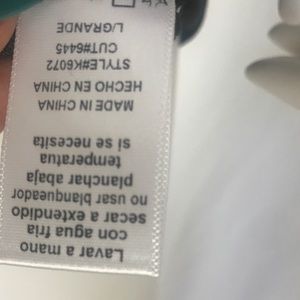 Lavar a mano
con agua fria
secar a extendido
no usar blanqueador
planchar abaja
temperatua
si se necesita
MADE IN CHINA
HECHO EN CHINA
STYLE#K6072
CUT#6445
L/GRANDE